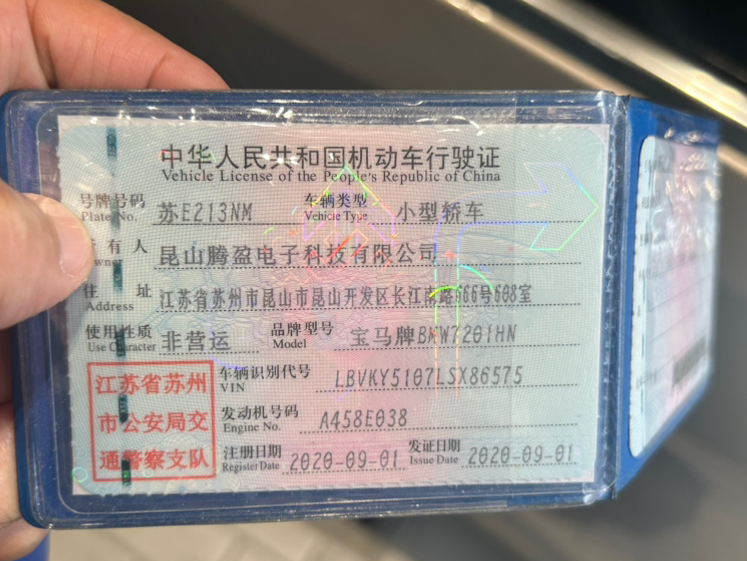 中华人民共和国机动车行驶证
Vehicle License of the People's Republic of China
号牌号码 苏E213NM 车辆类型 小型轿车
Plate No. Vehicle Type
有人 昆山腾盈电子科技有限公司
Owner
住址 江苏省苏州市昆山市昆山开发区长江南路666号608室
Address
使用性质 非营运 品牌型号 宝马牌BMW7201HN
Use Character Model
车辆识别代号 LBVKY5107LSX86575
VIN
发动机号码 A458E038
Engine No.
注册日期 2020-09-01 发证日期 2020-09-01
Register Date Issue Date
江苏省苏州
市公安局交
通警察支队